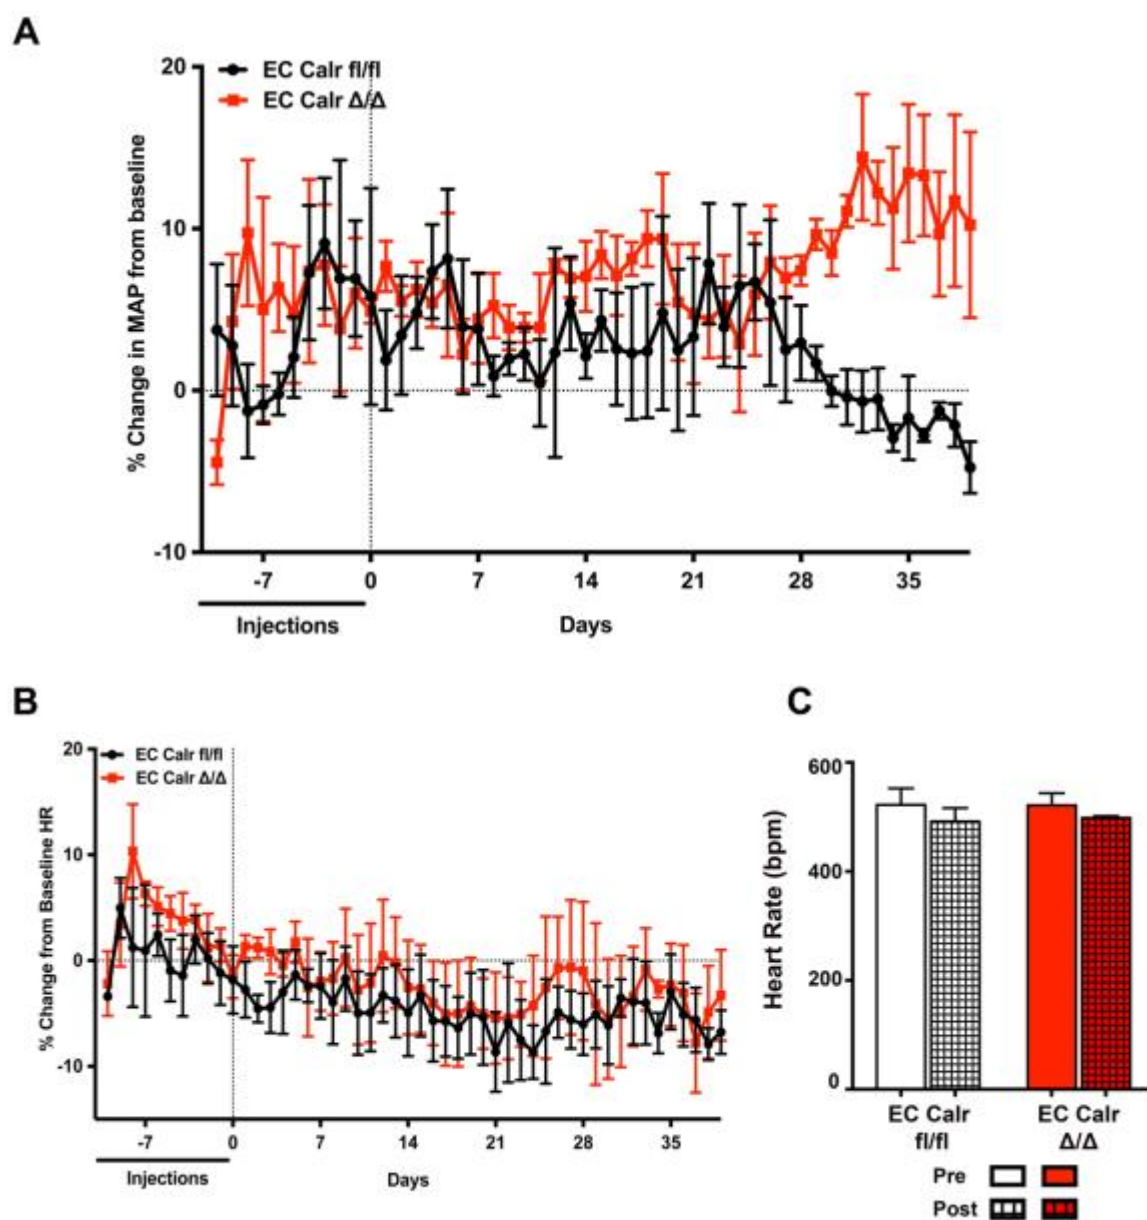 A
20
10
0
-10
% Change in MAP from baseline
EC Calr fl/fl
EC Calr Δ/Δ
-7 0 7 14 21 28 35
Injections
Days
B
20
10
0
-10
% Change from Baseline HR
EC Calr fl/fl
EC Calr Δ/Δ
-7 0 7 14 21 28 35
Injections
Days
C
600
400
200
0
Heart Rate (bpm)
EC Calr EC Calr
fl/fl Δ/Δ
Pre
Post